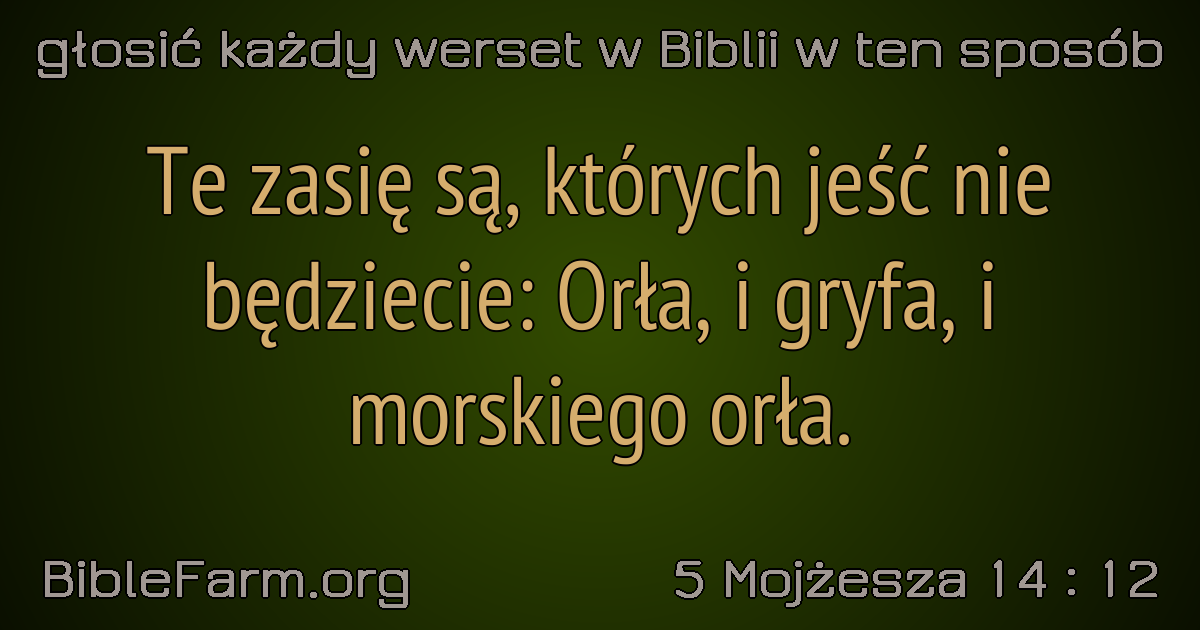 głosić każdy werset w Biblii w ten sposób
Te zasię są, których jeść nie
będziecie: Orła, i gryfa, i
morskiego orła.
BibleFarm.org
5 Mojżesza 14 : 12